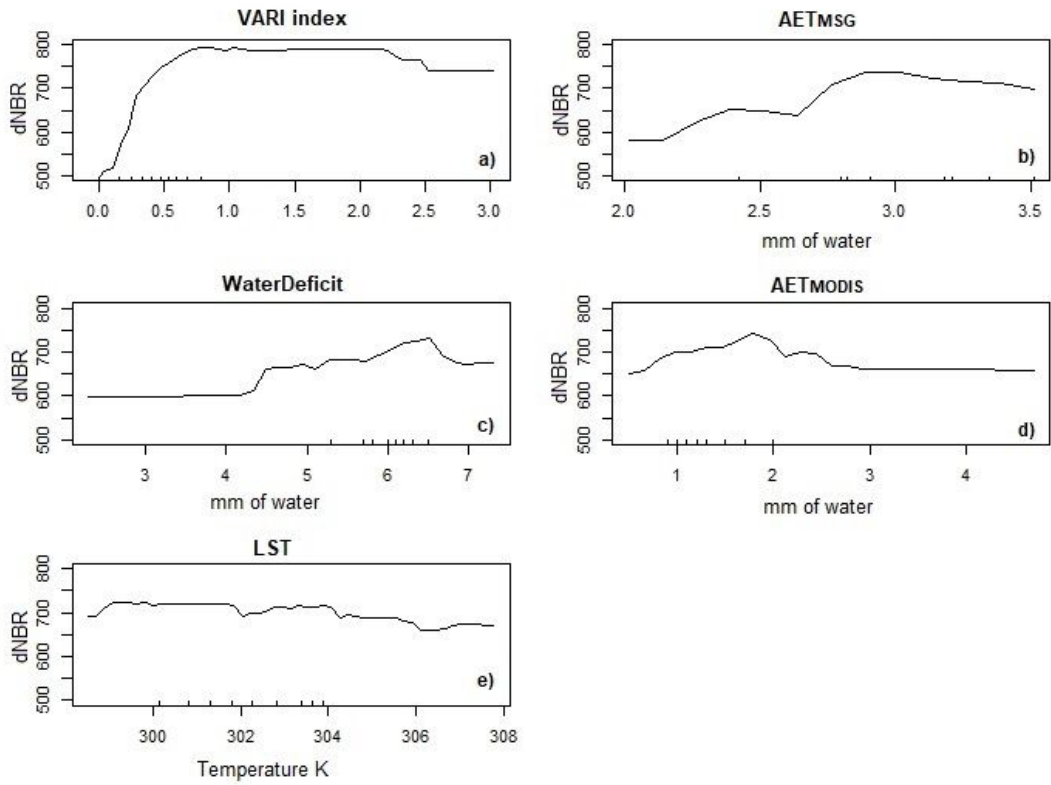 VARI index
dNBR
800
700
600
500
a)
0.0 0.5 1.0 1.5 2.0 2.5 3.0
AETMSG
dNBR
800
700
600
500
b)
2.0 2.5 3.0 3.5
mm of water
WaterDeficit
dNBR
800
700
600
500
c)
3 4 5 6 7
mm of water
AETMODIS
dNBR
800
700
600
500
d)
1 2 3 4
mm of water
LST
dNBR
800
700
600
500
e)
300 302 304 306 308
Temperature K